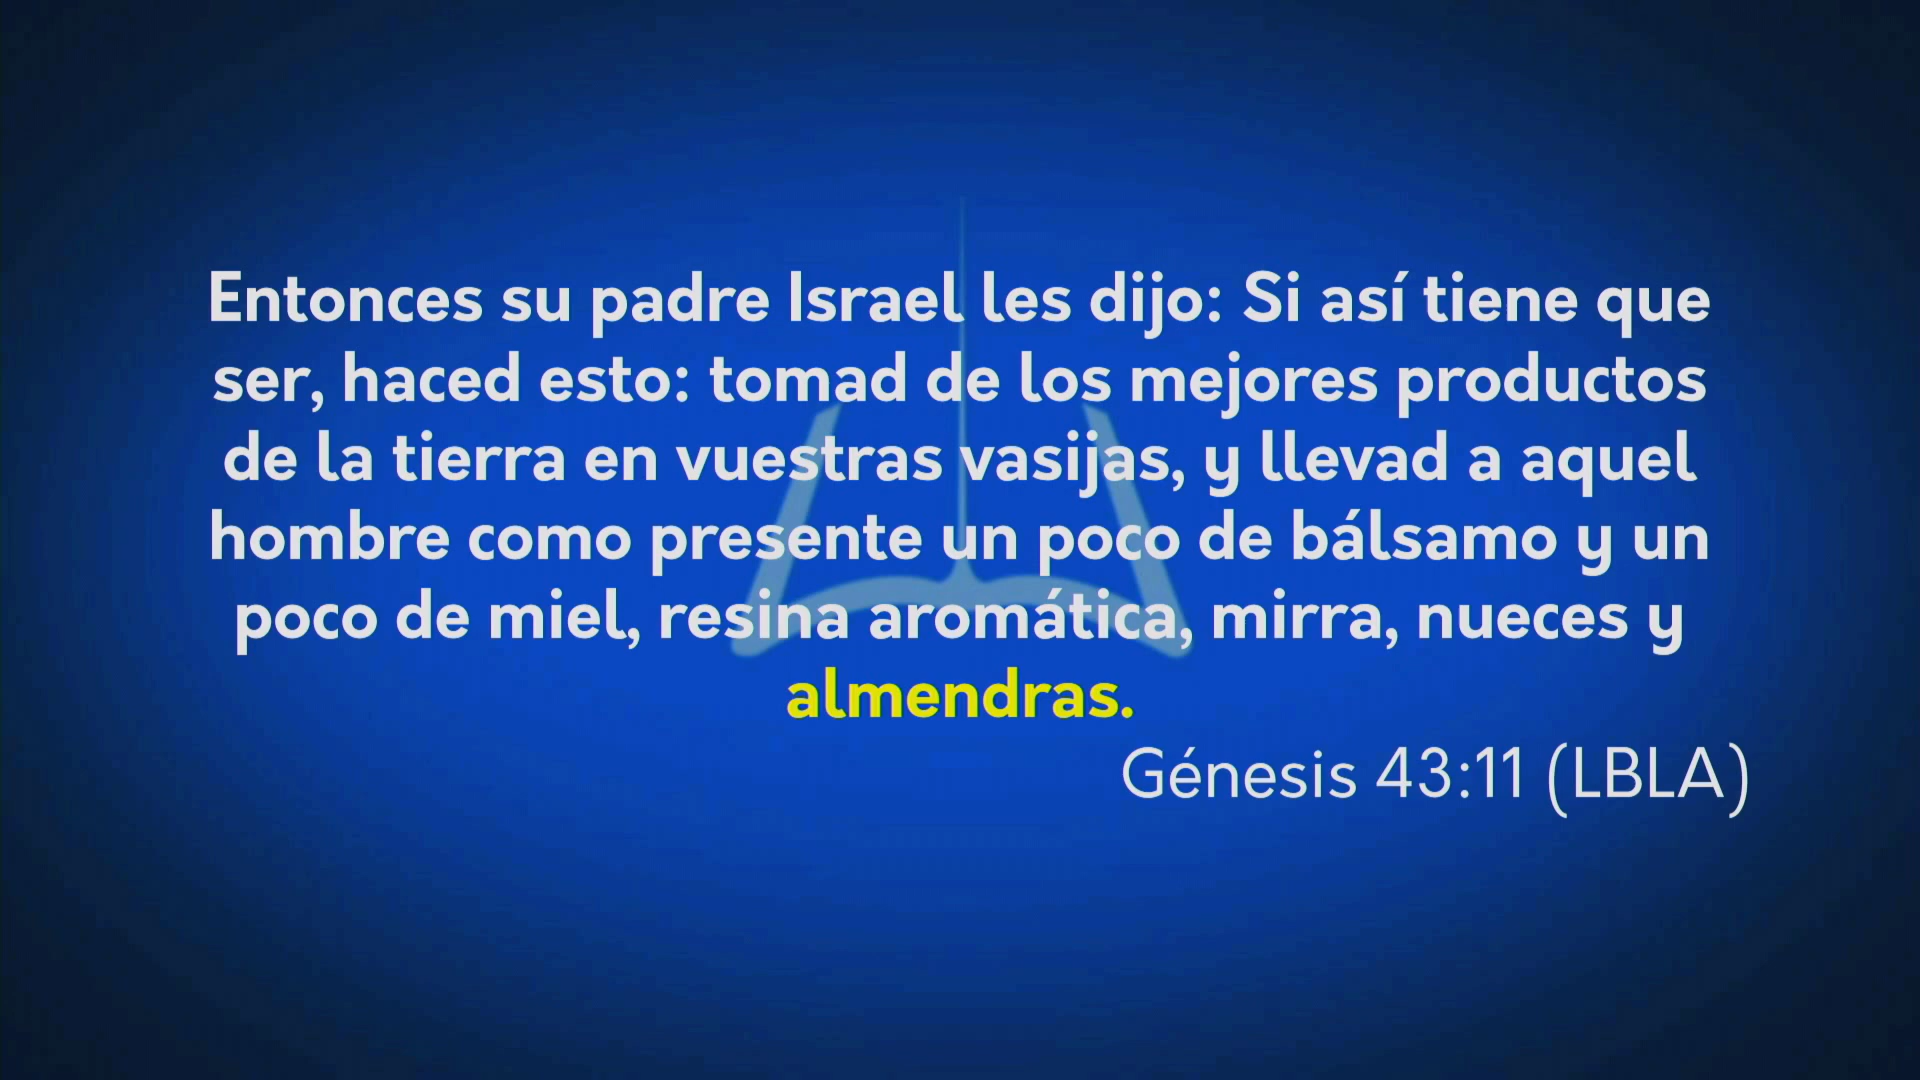 Entonces su padre Israel les dijo: Si así tiene que
ser, haced esto: tomad de los mejores productos
de la tierra en vuestras vasijas, y llevad a aquel
hombre como presente un poco de bálsamo y un
poco de miel, resina aromática, mirra, nueces y
almendras.
Génesis 43:11 (LBLA)